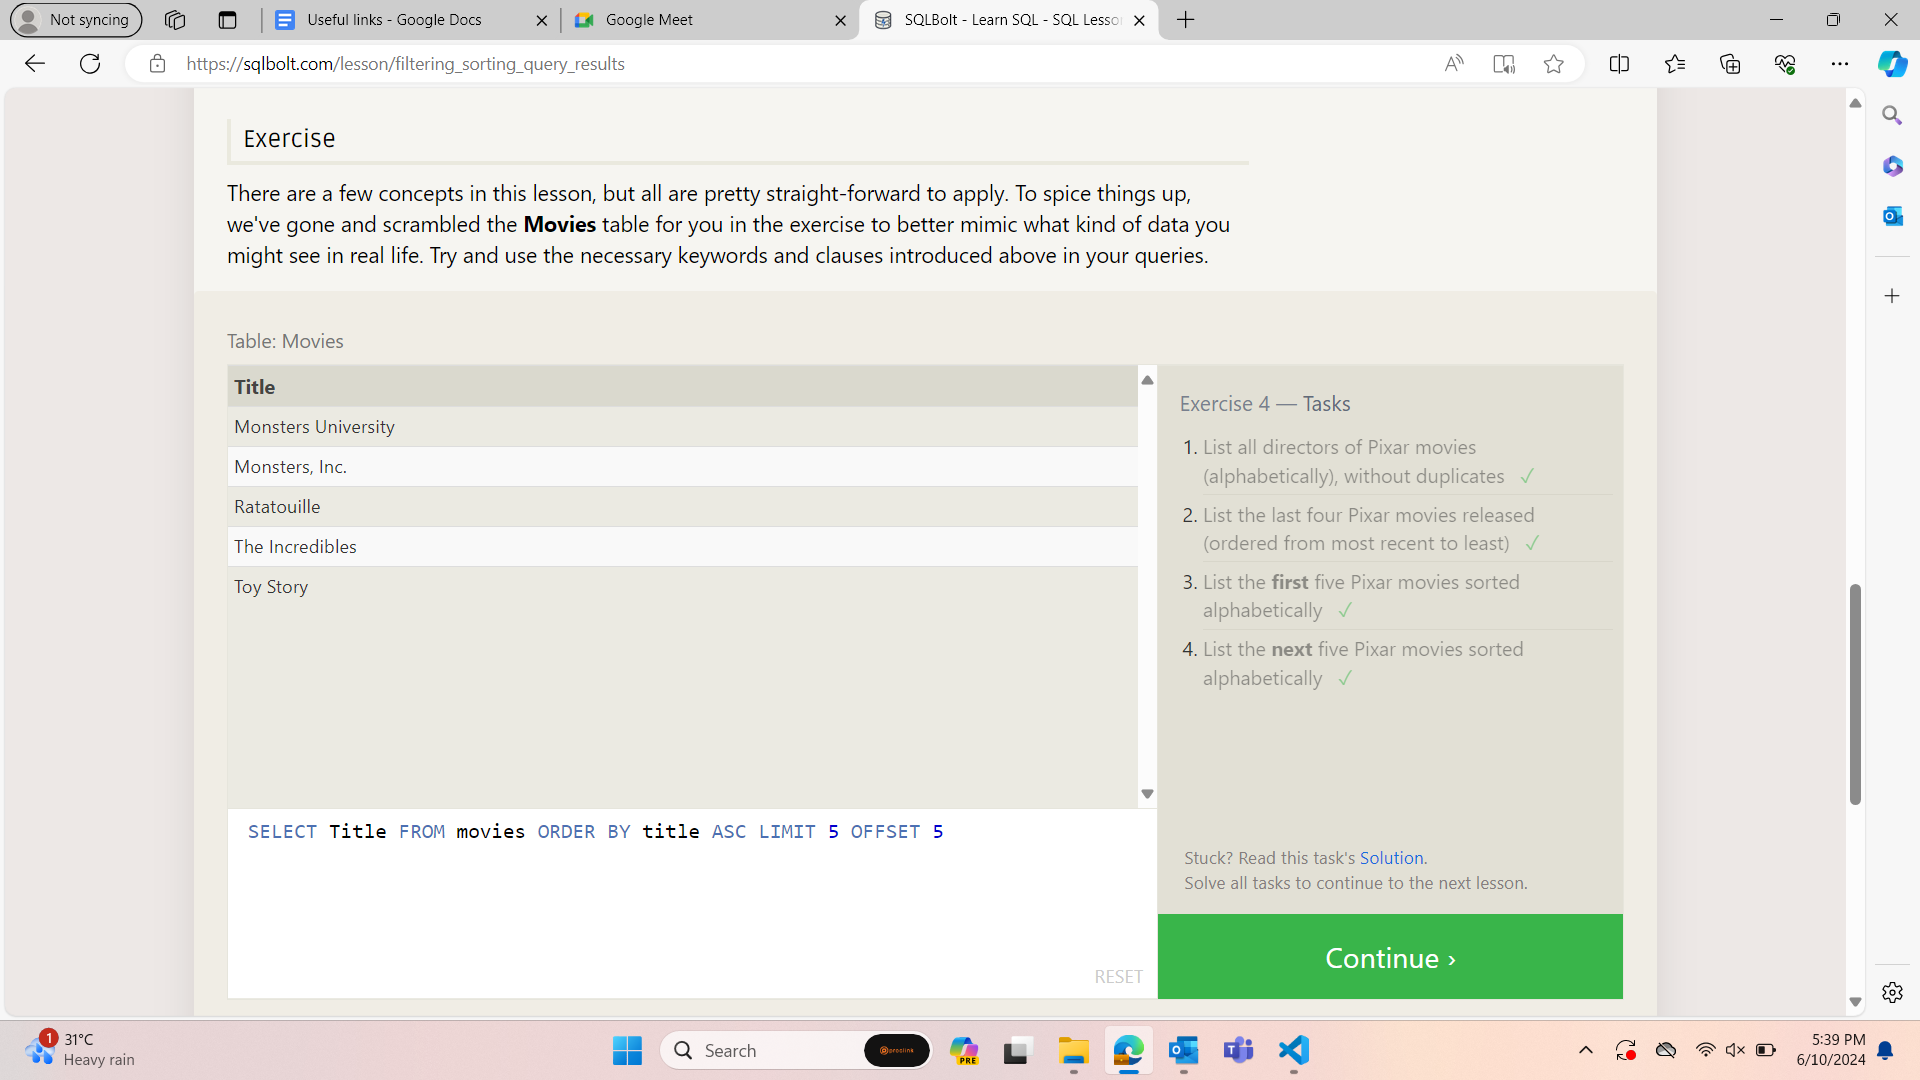 Not syncing
Useful links - Google Docs
Google Meet
SQLBolt - Learn SQL - SQL Lesso
https://sqlbolt.com/lesson/filtering_sorting_query_results
Exercise
There are a few concepts in this lesson, but all are pretty straight-forward to apply. To spice things up,
we've gone and scrambled the Movies table for you in the exercise to better mimic what kind of data you
might see in real life. Try and use the necessary keywords and clauses introduced above in your queries.
Table: Movies
Title
Monsters University
Monsters, Inc.
Ratatouille
The Incredibles
Toy Story
SELECT Title FROM movies ORDER BY title ASC LIMIT 5 OFFSET 5
RESET
Exercise 4 — Tasks
1. List all directors of Pixar movies
(alphabetically), without duplicates ✓
2. List the last four Pixar movies released
(ordered from most recent to least) ✓
3. List the first five Pixar movies sorted
alphabetically ✓
4. List the next five Pixar movies sorted
alphabetically ✓
Stuck? Read this task's Solution.
Solve all tasks to continue to the next lesson.
Continue ›
1
31°C
Heavy rain
Search
proclink
PRE
5:39 PM
6/10/2024